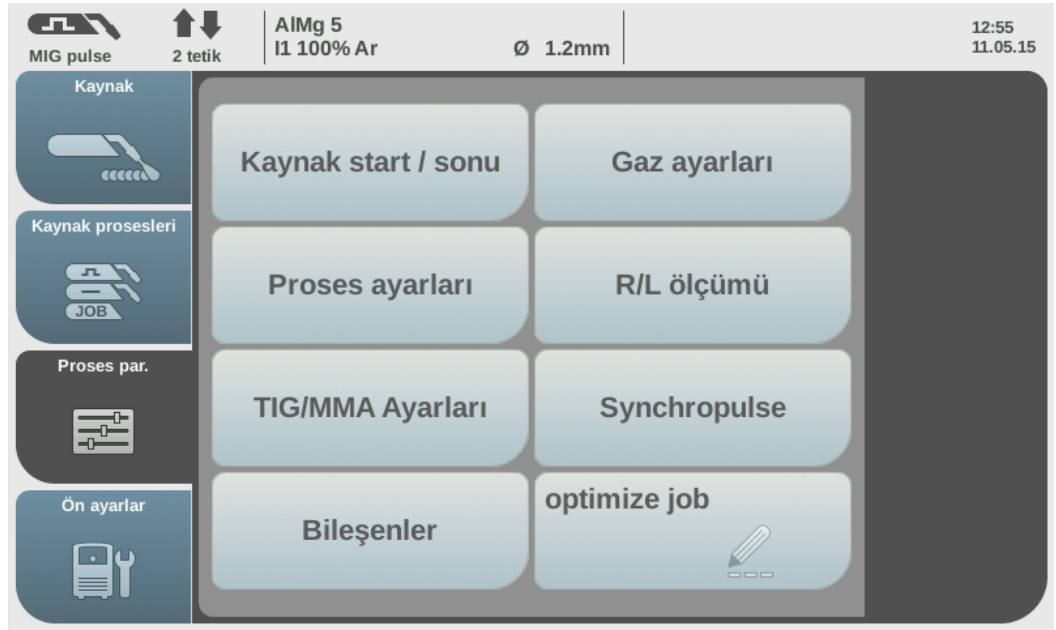 MIG pulse
2 tetik
AlMg 5
I1 100% Ar Ø 1.2mm
12:55
11.05.15
Kaynak
Kaynak prosesleri
JOB
Proses par.
Ön ayarlar
Kaynak start / sonu
Gaz ayarları
Proses ayarları
R/L ölçümü
TIG/MMA Ayarları
Synchropulse
Bileşenler
optimize job